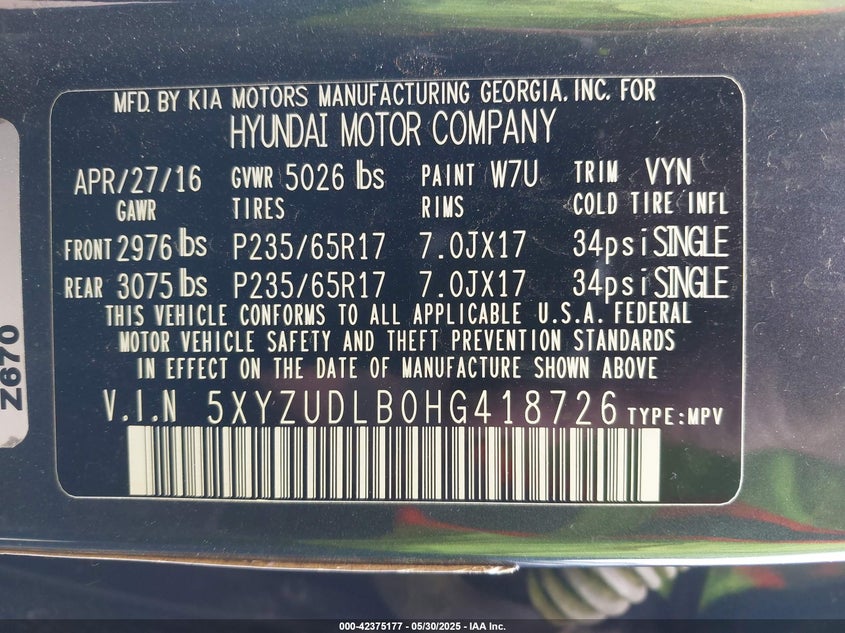 MFD. BY KIA MOTORS MANUFACTURING GEORGIA, INC. FOR
HYUNDAI MOTOR COMPANY
APR/27/16 GVWR 5026 lbs PAINT W7U TRIM VYN
GAWR TIRES RIMS COLD TIRE INFL
FRONT 2976 lbs P235/65R17 7.0JX17 34psi SINGLE
REAR 3075 lbs P235/65R17 7.0JX17 34psi SINGLE
THIS VEHICLE CONFORMS TO ALL APPLICABLE U.S.A. FEDERAL
MOTOR VEHICLE SAFETY AND THEFT PREVENTION STANDARDS
IN EFFECT ON THE DATE OF MANUFACTURE SHOWN ABOVE
V.I.N 5XYZUDLB0HG418726 TYPE:MPV
Z670
000-42375177 — 05/30/2025 — IAA Inc.